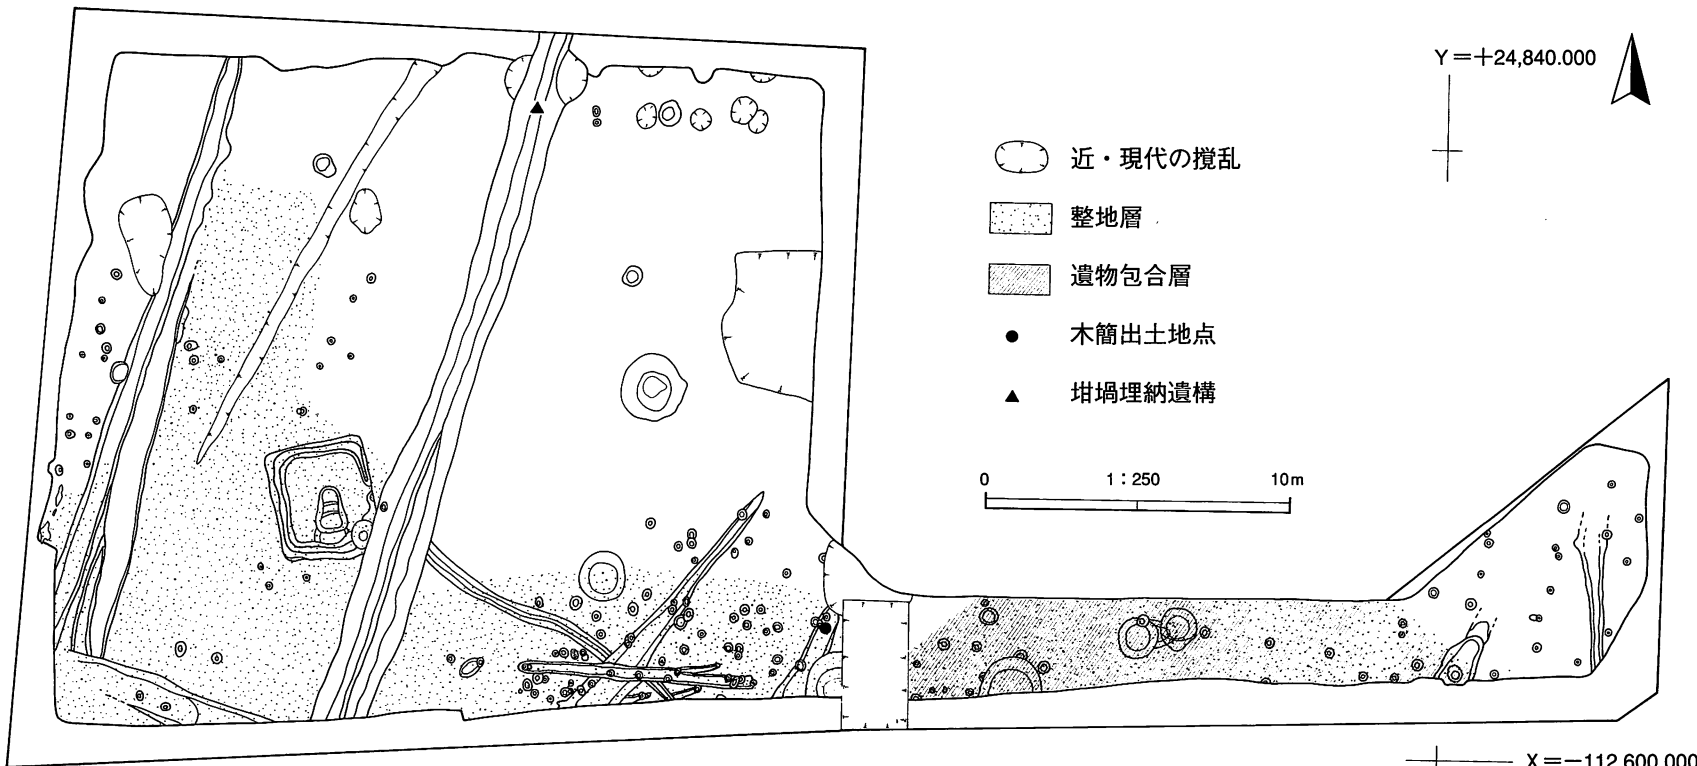 Y=+24,840.000
近・現代の撹乱
整地層
遺物包含層
木簡出土地点
坩堝埋納遺構
0 1:250 10m
X=-112,600.000